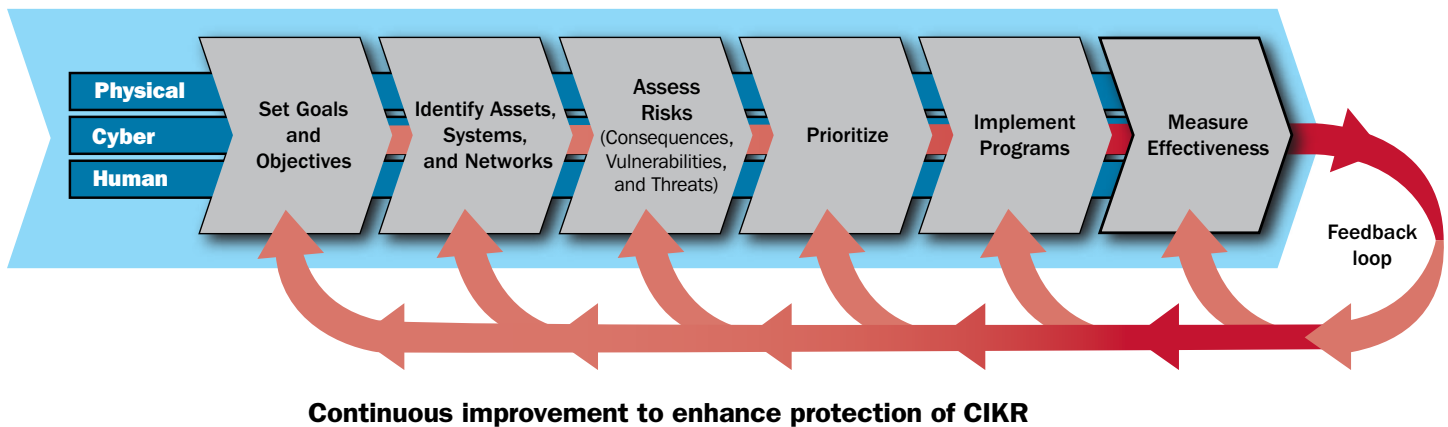 Physical
Cyber
Human
Set Goals
and
Objectives
Identify Assets,
Systems,
and Networks
Assess
Risks
(Consequences,
Vulnerabilities,
and Threats)
Prioritize
Implement
Programs
Measure
Effectiveness
Feedback
loop
Continuous improvement to enhance protection of CIKR